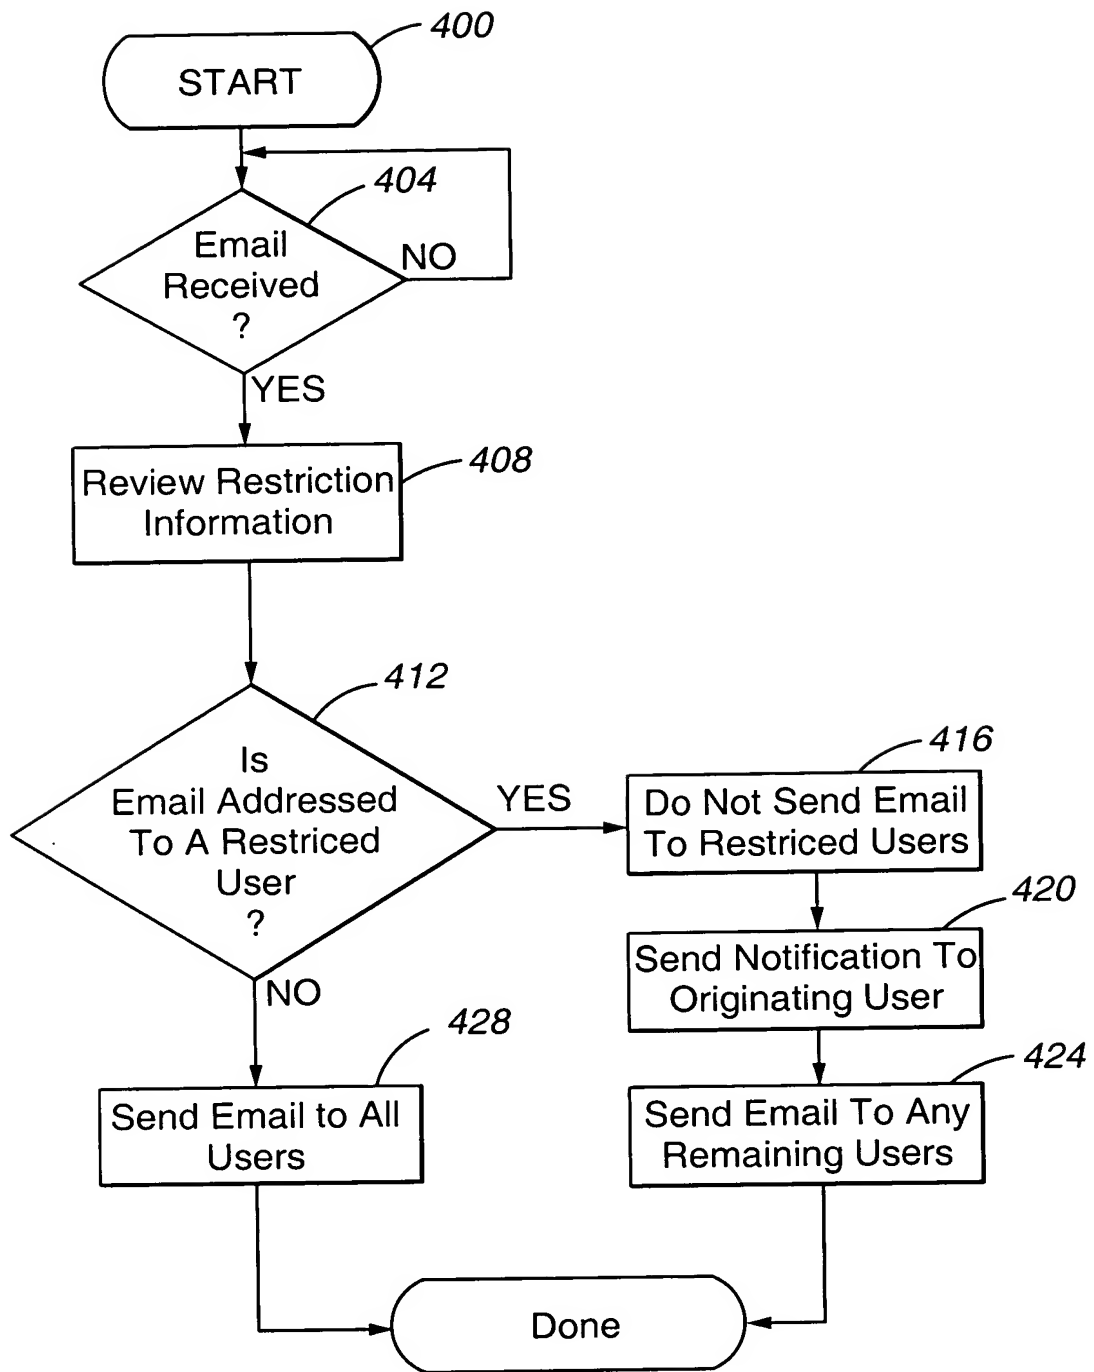 400
START
404
Email
Received
?
NO
YES
408
Review Restriction
Information
412
Is
Email Addressed
To A Restriced
User
?
YES
416
Do Not Send Email
To Restriced Users
420
Send Notification To
Originating User
NO
428
Send Email to All
Users
424
Send Email To Any
Remaining Users
Done